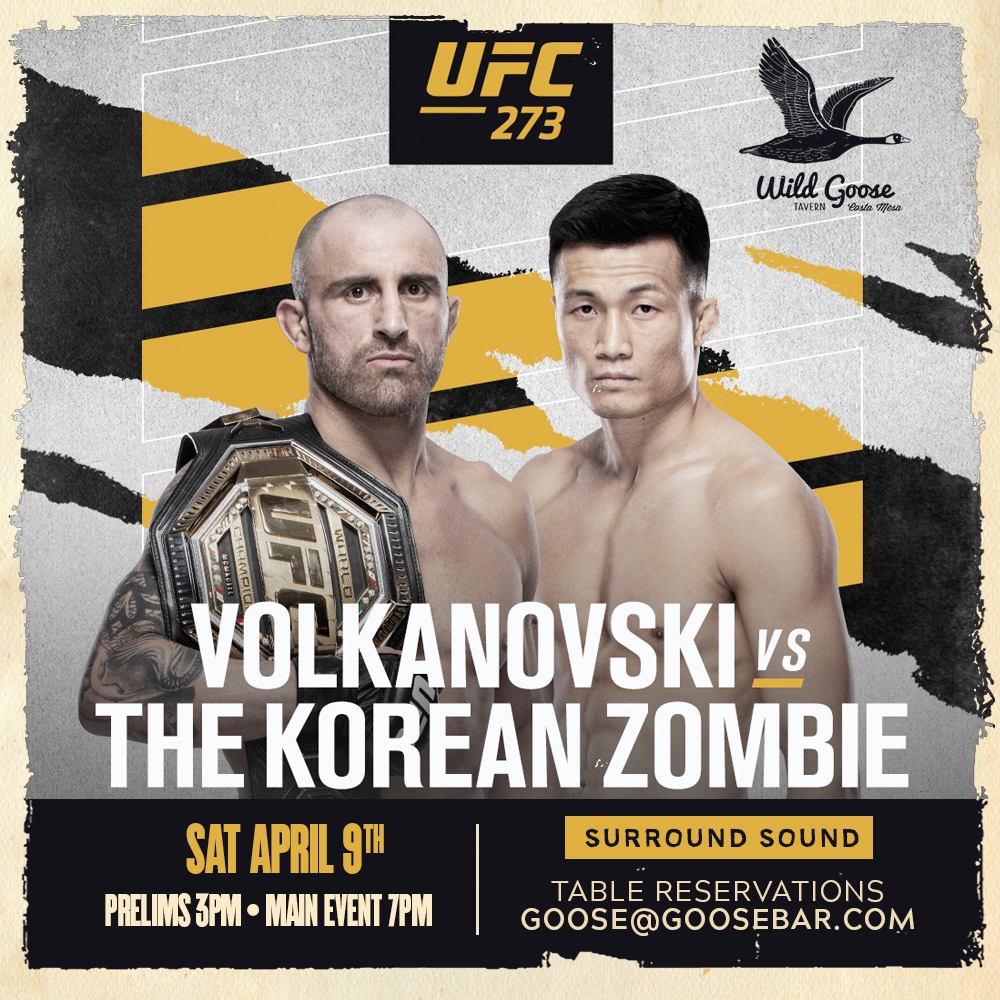 UFC
273
Wild Goose
TAVERN Costa Mesa
UFC
VOLKANOVSKI VS
THE KOREAN ZOMBIE
SAT APRIL 9TH
PRELIMS 3PM • MAIN EVENT 7PM
SURROUND SOUND
TABLE RESERVATIONS
GOOSE@GOOSEBAR.COM